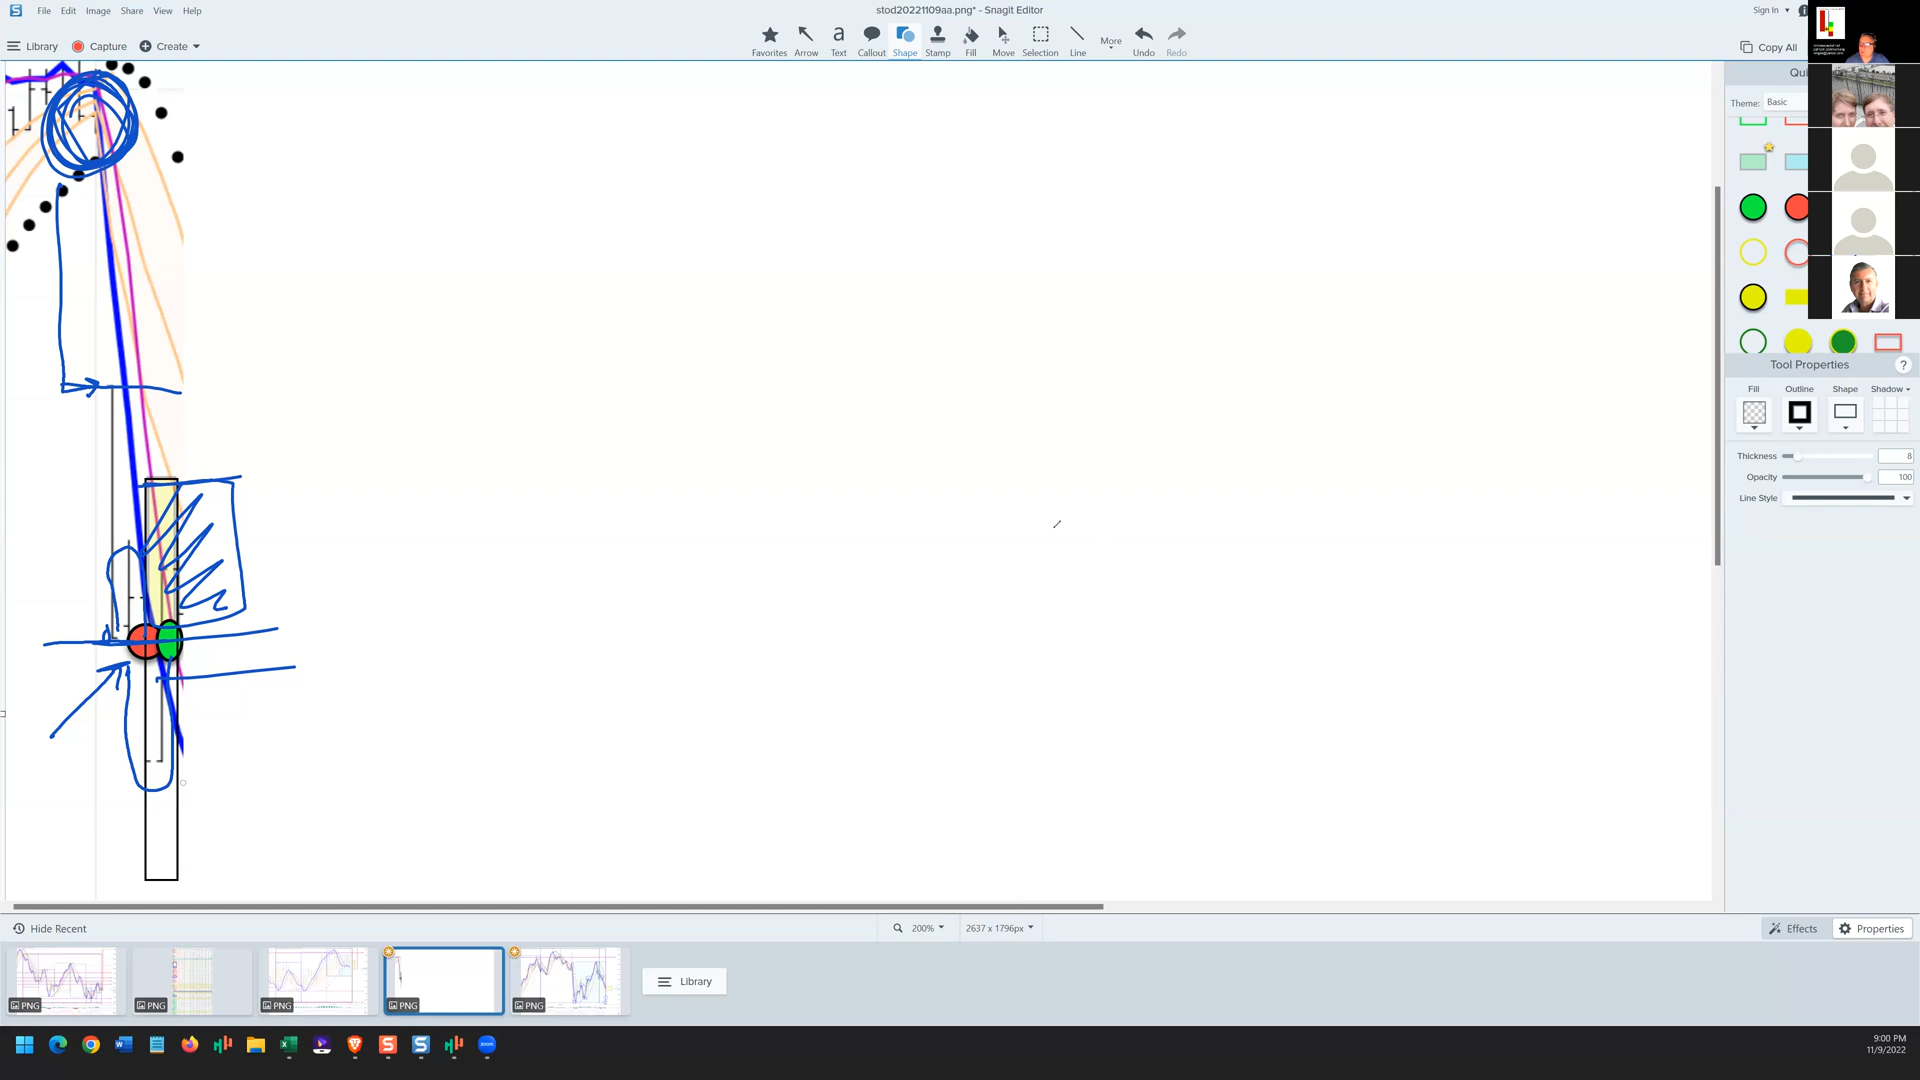 stod20221109aa.png* - Snagit Editor
File Edit Image Share View Help
Sign In
Library Capture Create
Favorites Arrow Text Callout Shape Stamp Fill Move Selection Line More Undo Redo
Copy All
Theme: Basic
Tool Properties ?
Fill Outline Shape Shadow
Thickness 8
Opacity 100
Line Style
Hide Recent
200%
2637 x 1796px
Effects Properties
PNG PNG PNG PNG PNG
Library
9:00 PM
11/9/2022